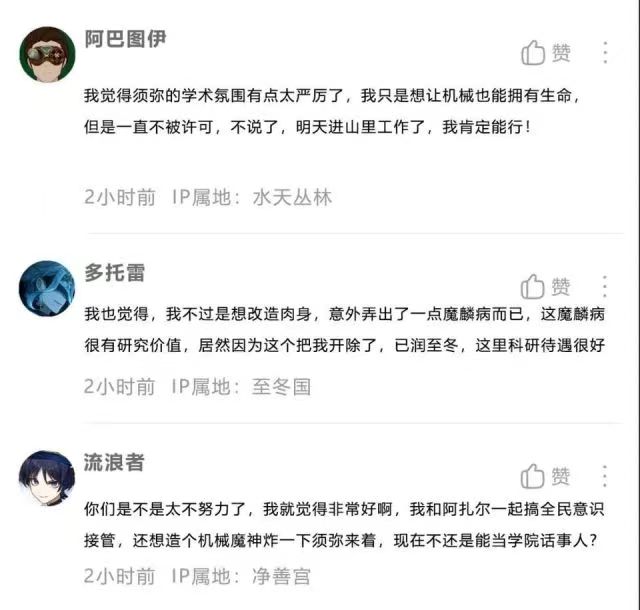 阿巴图伊
赞
我觉得须弥的学术氛围有点太严厉了，我只是想让机械也能拥有生命，
但是一直不被许可，不说了，明天进山里工作了，我肯定能行！
2小时前 IP属地：水天丛林
多托雷
赞
我也觉得，我不过是想改造肉身，意外弄出了一点魔鳞病而已，这魔鳞病
很有研究价值，居然因为这个把我开除了，已润至冬，这里科研待遇很好
2小时前 IP属地：至冬国
流浪者
赞
你们是不是太不努力了，我就觉得非常好啊，我和阿扎尔一起搞全民意识
接管，还想造个机械魔神炸一下须弥来着，现在不还是能当学院话事人？
2小时前 IP属地：净善宫